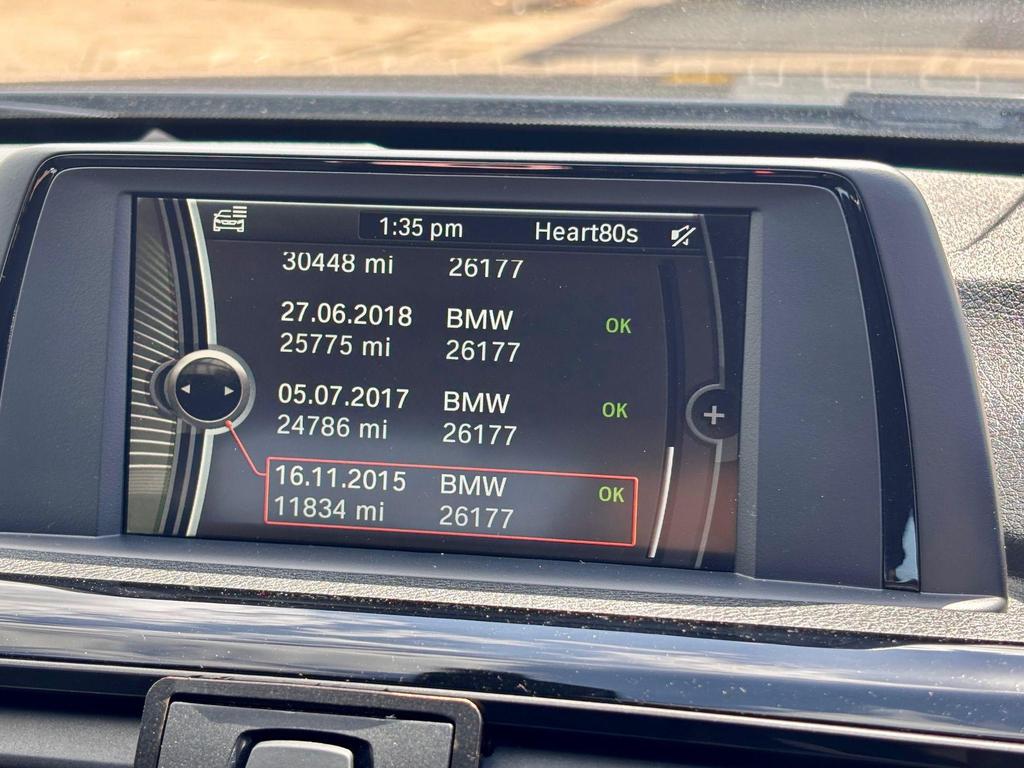 1:35 pm Heart80s
30448 mi 26177
27.06.2018 BMW OK
25775 mi 26177
05.07.2017 BMW OK
24786 mi 26177
16.11.2015 BMW OK
11834 mi 26177